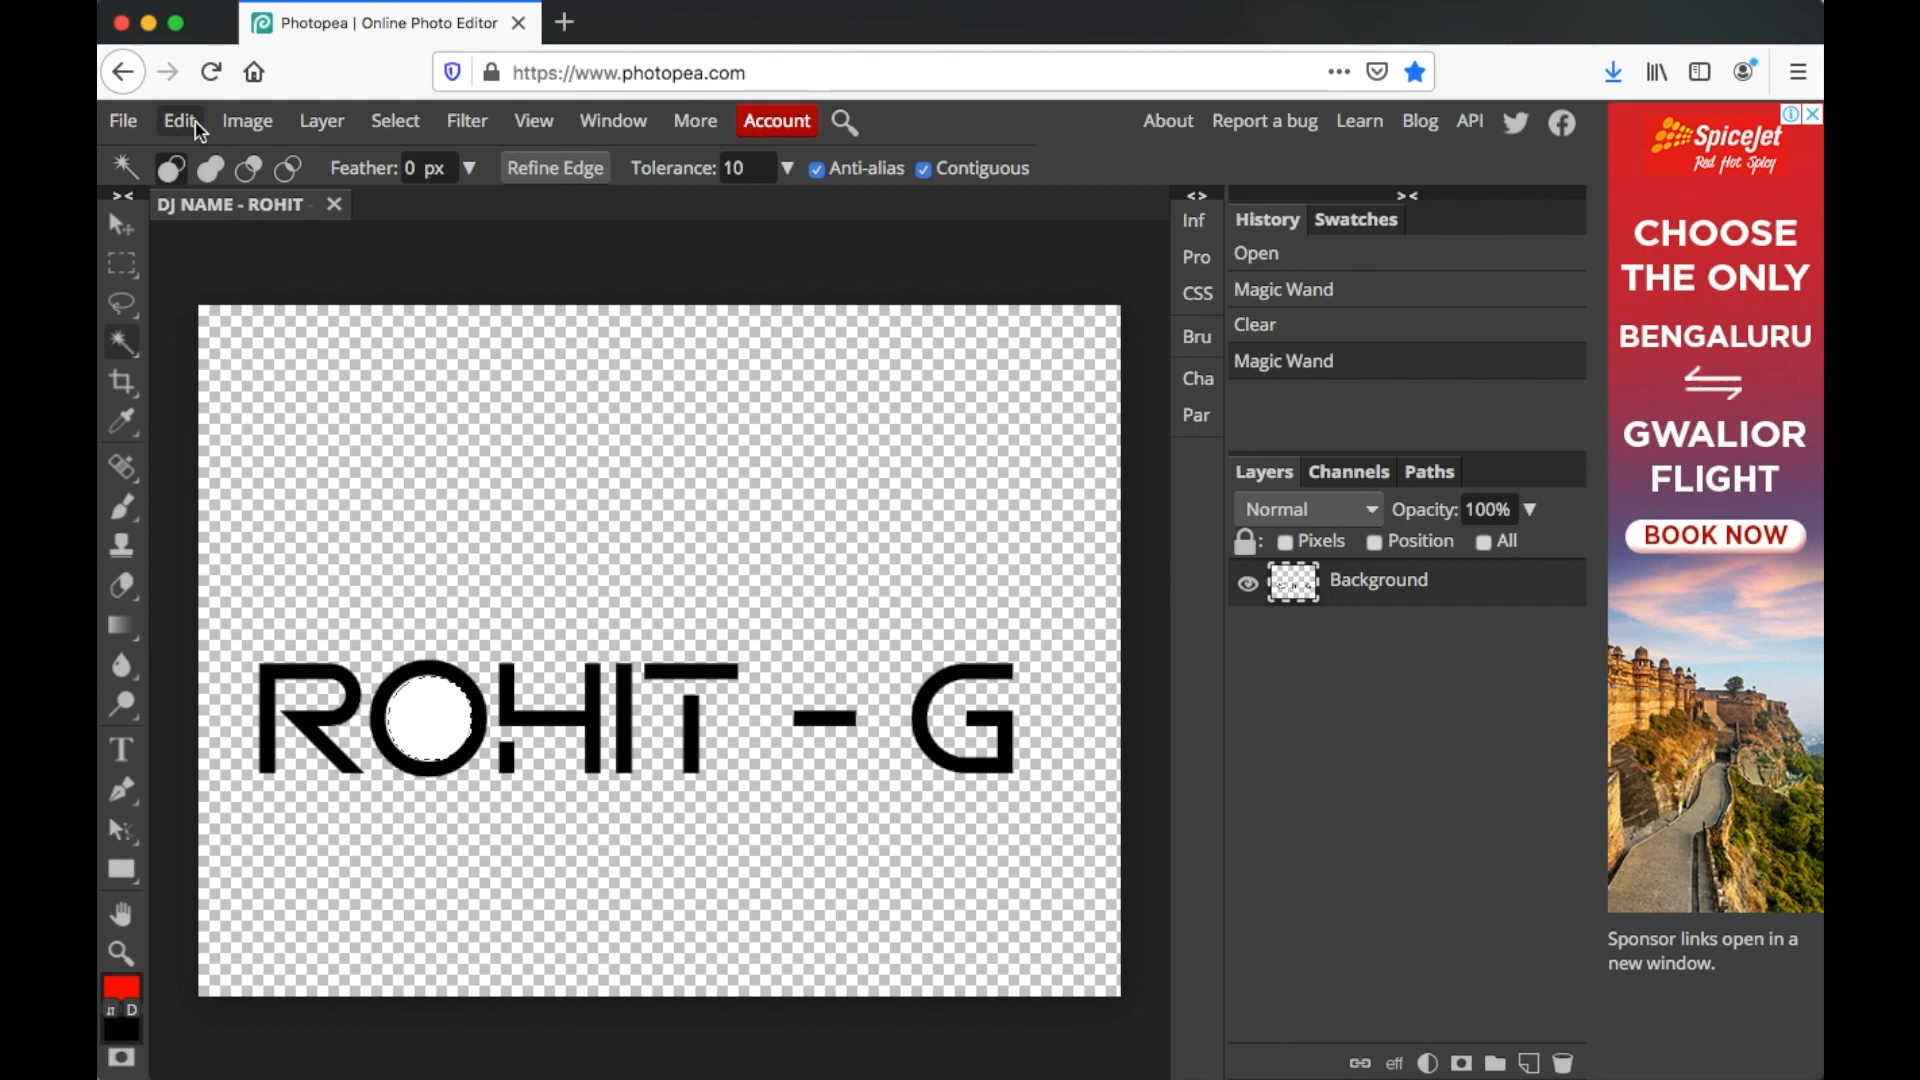 Photopea | Online Photo Editor
https://www.photopea.com
File Edit Image Layer Select Filter View Window More Account About Report a bug Learn Blog API
Feather: 0 px Refine Edge Tolerance: 10 Anti-alias Contiguous
DJ NAME - ROHIT
Inf
Pro
CSS
Bru
Cha
Par
History Swatches
Open
Magic Wand
Clear
Magic Wand
Layers Channels Paths
Normal Opacity: 100%
: Pixels Position All
Background
eff
ROHIT - G
T
D
SpiceJet
Red Hot Spicy
CHOOSE
THE ONLY
BENGALURU
GWALIOR
FLIGHT
BOOK NOW
Sponsor links open in a
new window.